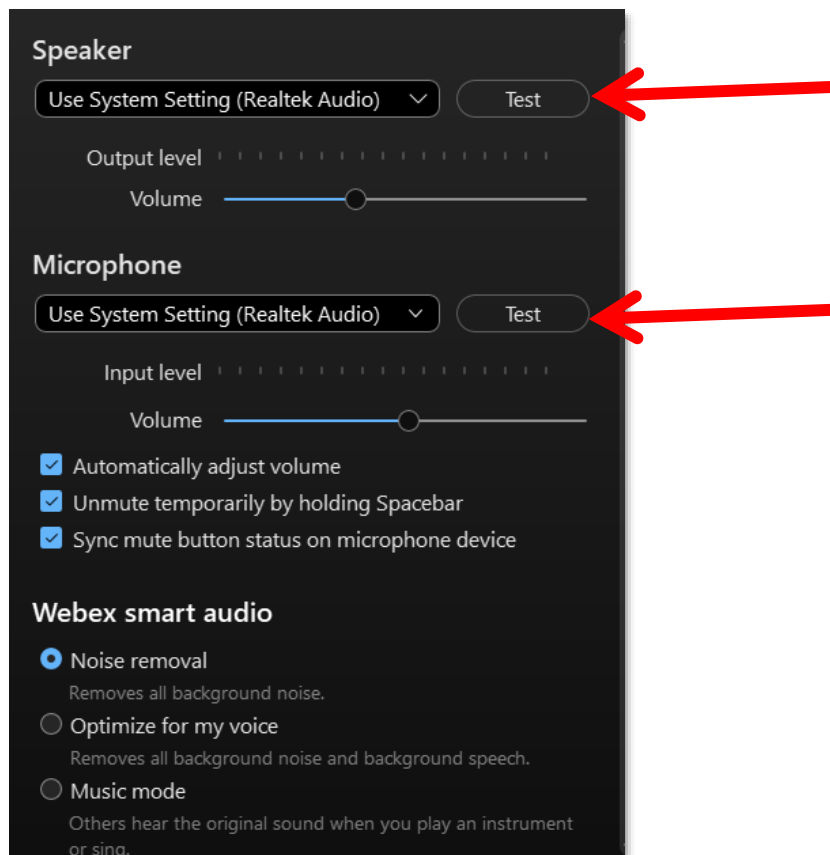 Speaker
Use System Setting (Realtek Audio) Test
Output level
Volume
Microphone
Use System Setting (Realtek Audio) Test
Input level
Volume
Automatically adjust volume
Unmute temporarily by holding Spacebar
Sync mute button status on microphone device
Webex smart audio
Noise removal
Removes all background noise.
Optimize for my voice
Removes all background noise and background speech.
Music mode
Others hear the original sound when you play an instrument
or sing.